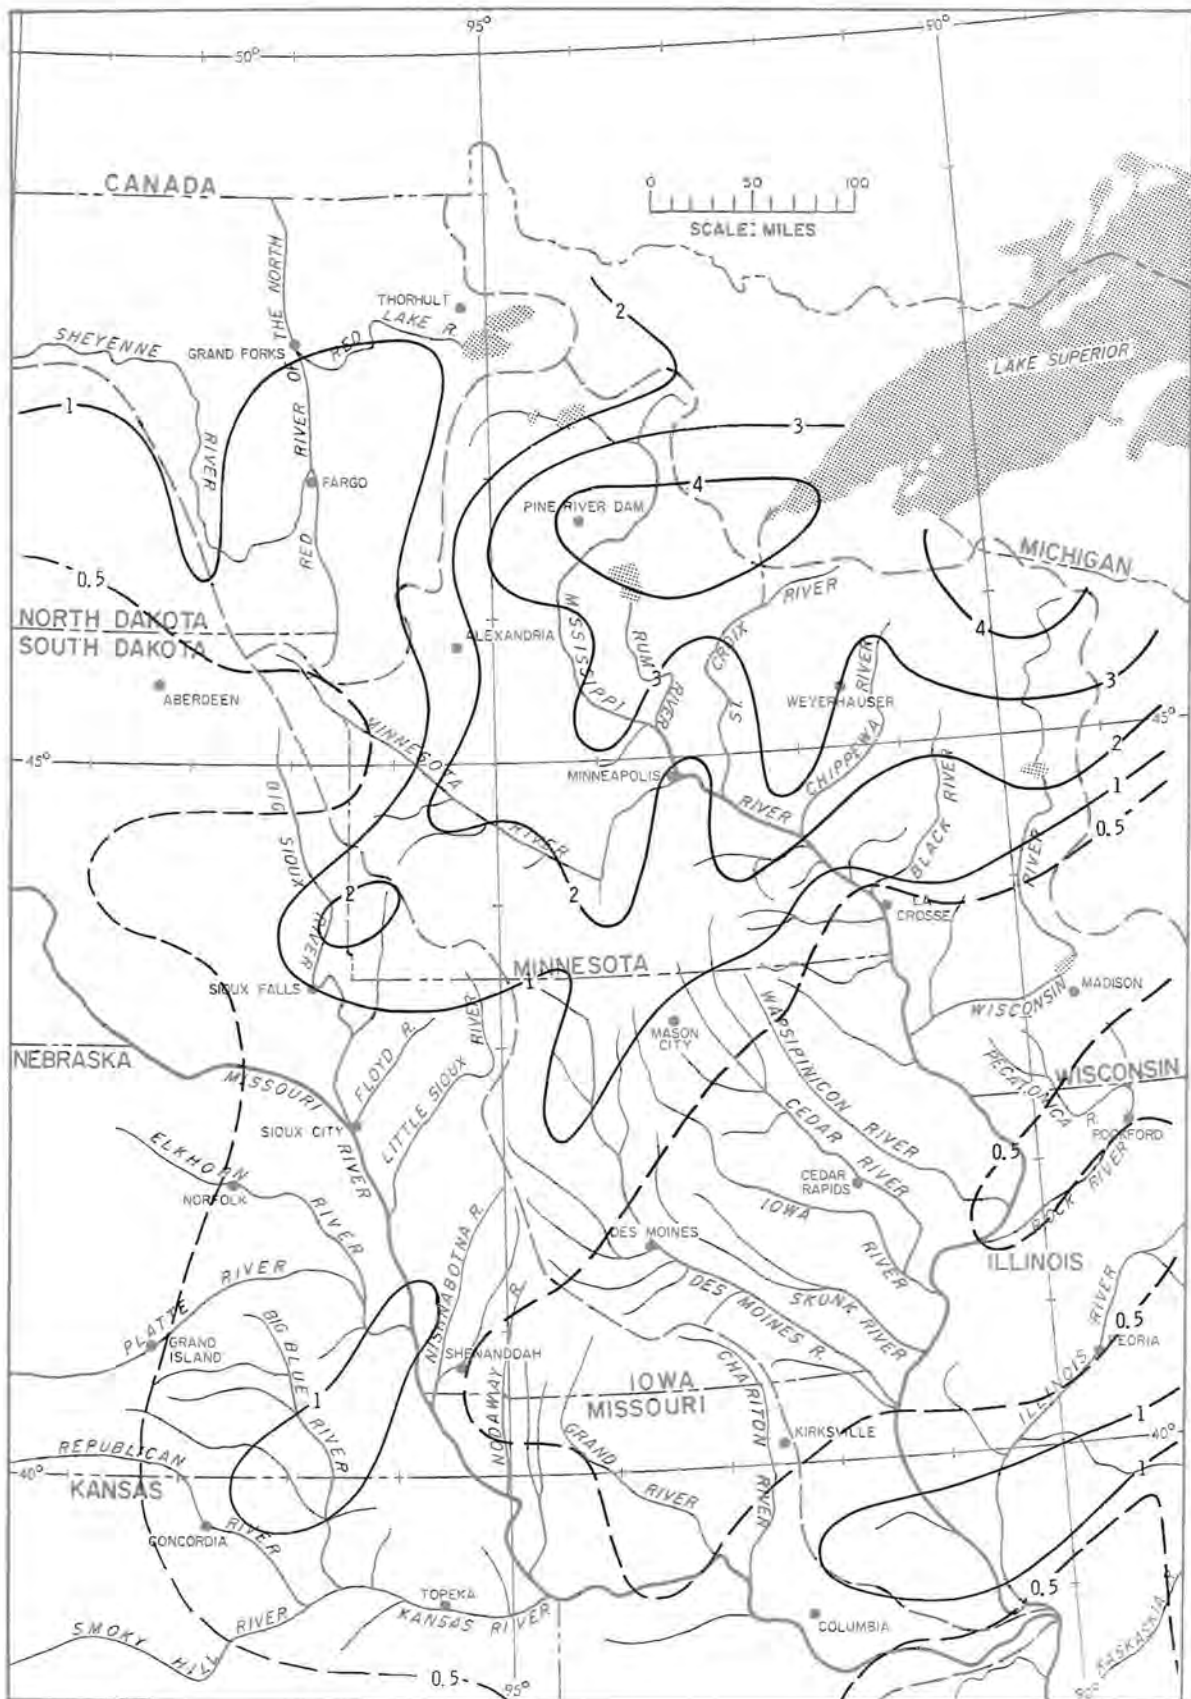 95°
90°
50°
CANADA
0 50 100
SCALE: MILES
THE NORTH
THORHULT
LAKE R.
RED
2
SHEYENNE
GRAND FORKS
OF
LAKE SUPERIOR
1
RIVER
RIVER
3
FARGO
4
PINE RIVER DAM
RED
0.5
MICHIGAN
NORTH DAKOTA
SOUTH DAKOTA
RIVER
MISSISSIPPI
ALEXANDRIA
RUM
RIVER
CROIX
ST
4
3
3
ABERDEEN
WEYERHAUSER
RIVER
CHIPPEWA
MINNESOTA
RIVER
45°
45°
MINNEAPOLIS
2
BIG
SIOUX
RIVER
RIVER
RIVER
BLACK
1
0.5
RIVER
2
2
LA
CROSSE
MINNESOTA
1
SIOUX FALLS
MADISON
WISCONSIN
MASON
CITY
WAPSIPINICON
RIVER
NEBRASKA
FLOYD R.
LITTLE SIOUX
RIVER
PECATONICA
R.
WISCONSIN
MISSOURI
RIVER
SIOUX CITY
CEDAR
RIVER
ROCKFORD
0.5
ELKHORN
RIVER
NORFOLK
CEDAR
RAPIDS
IOWA
RIVER
ROCK RIVER
DES MOINES
ILLINOIS
NISHNABOTNA R.
R.
PLATTE
RIVER
SKUNK
RIVER
DES MOINES R.
0.5
BIG BLUE
RIVER
GRAND
ISLAND
SHENANDOAH
PEORIA
ILLINOIS
RIVER
1
NODAWAY
IOWA
MISSOURI
CHARITON
RIVER
1
REPUBLICAN
RIVER
GRAND
RIVER
KIRKSVILLE
40°
40°
KANSAS
1
CONCORDIA
0.5
TOPEKA
KANSAS RIVER
COLUMBIA
SMOKY
HILL
RIVER
KASKASKIA
0.5
95°
90°